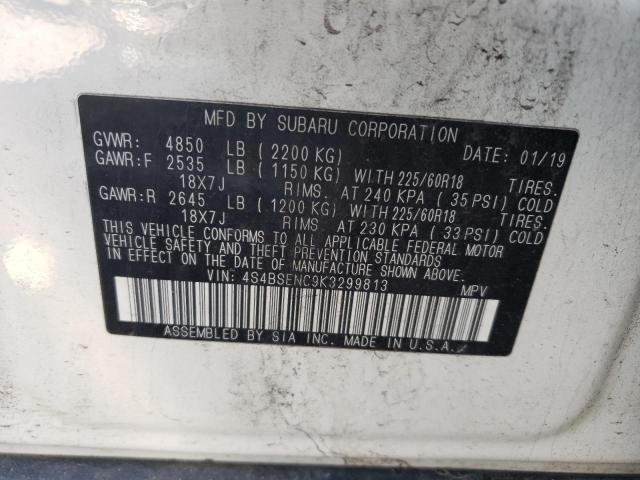 MFD BY SUBARU CORPORATION
GVWR: 4850 LB (2200 KG) DATE: 01/19
GAWR:F 2535 LB (1150 KG) WITH 225/60R18 TIRES.
18X7J RIMS. AT 240 KPA (35 PSI) COLD
GAWR:R 2645 LB (1200 KG) WITH 225/60R18 TIRES.
18X7J RIMS. AT 230 KPA (33 PSI) COLD
THIS VEHICLE CONFORMS TO ALL APPLICABLE FEDERAL MOTOR
VEHICLE SAFETY AND THEFT PREVENTION STANDARDS
IN EFFECT ON THE DATE OF MANUFACTURE SHOWN ABOVE.
VIN: 4S4BSENC9K3299813 MPV
ASSEMBLED BY SIA INC. MADE IN U.S.A.